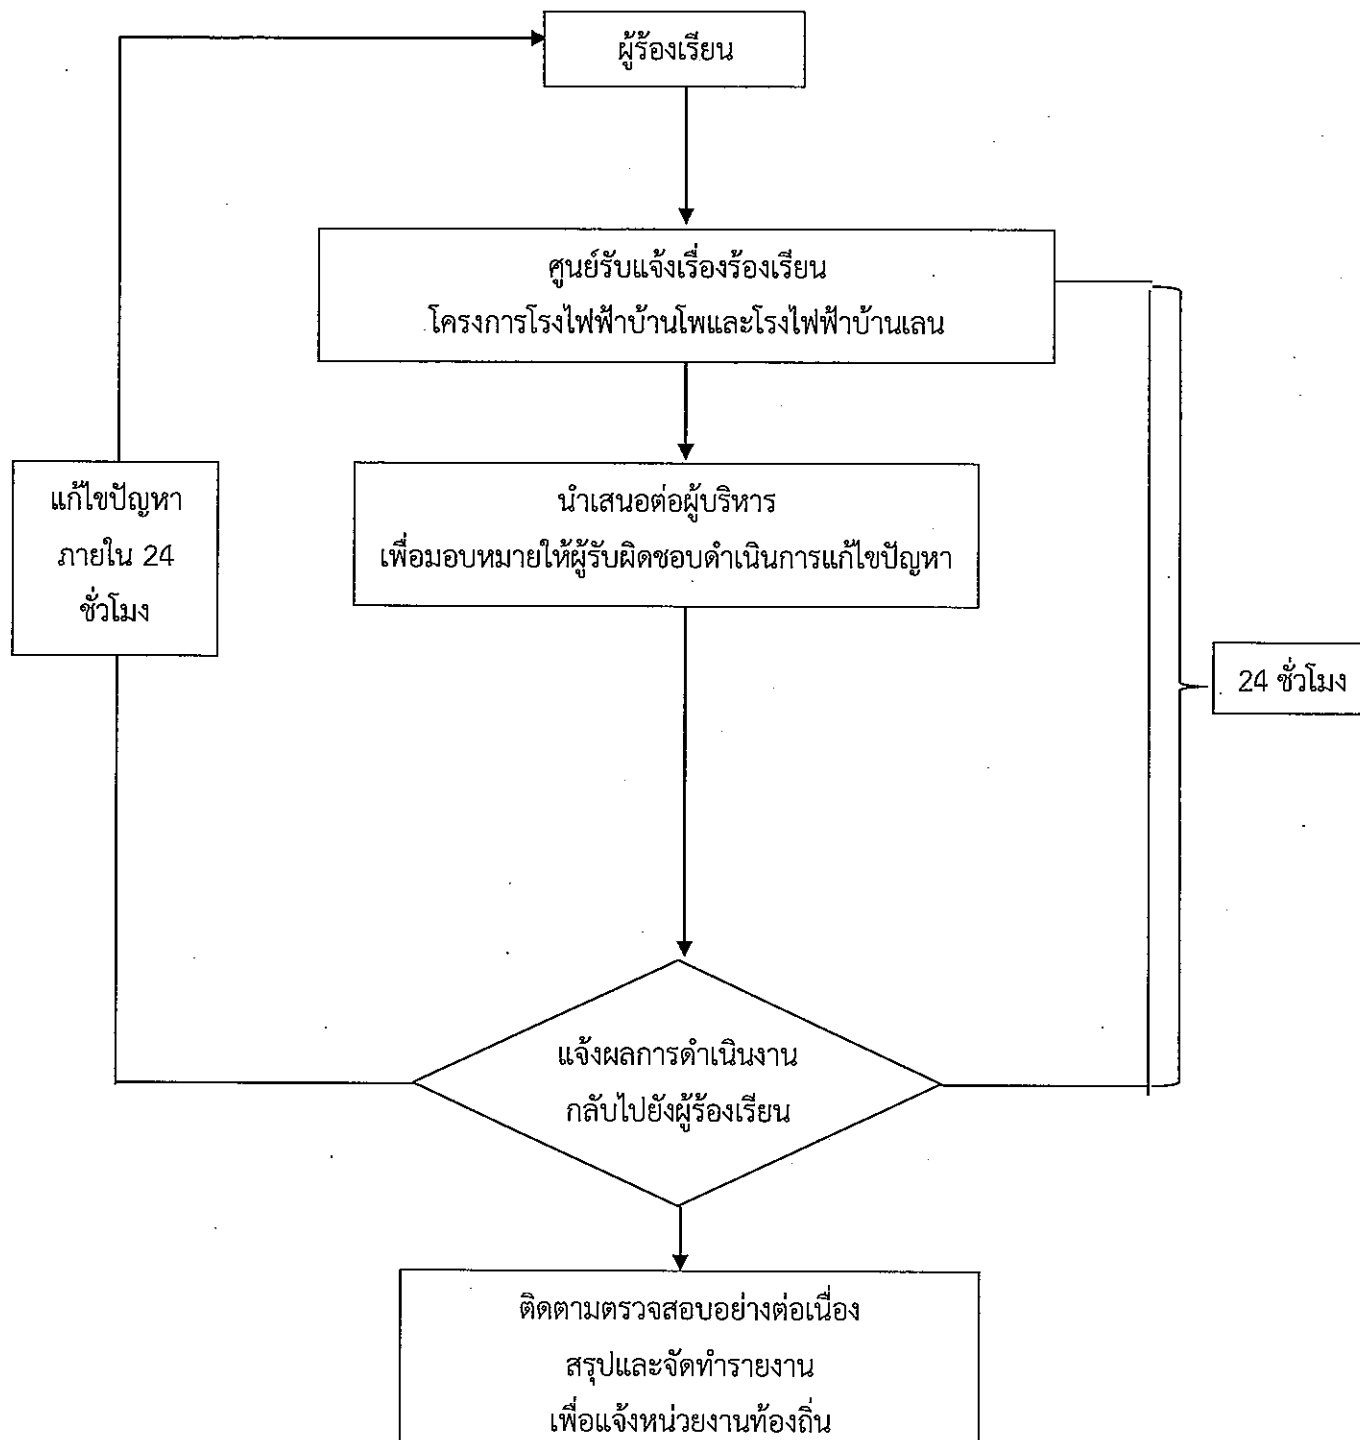 ผู้ร้องเรียน
ศูนย์รับแจ้งเรื่องร้องเรียน
โครงการโรงไฟฟ้าบ้านโพและโรงไฟฟ้าบ้านเลน
นำเสนอต่อผู้บริหาร
เพื่อมอบหมายให้ผู้รับผิดชอบดำเนินการแก้ไขปัญหา
แก้ไขปัญหา
ภายใน 24
ชั่วโมง
24 ชั่วโมง
แจ้งผลการดำเนินงาน
กลับไปยังผู้ร้องเรียน
ติดตามตรวจสอบอย่างต่อเนื่อง
สรุปและจัดทำรายงาน
เพื่อแจ้งหน่วยงานท้องถิ่น